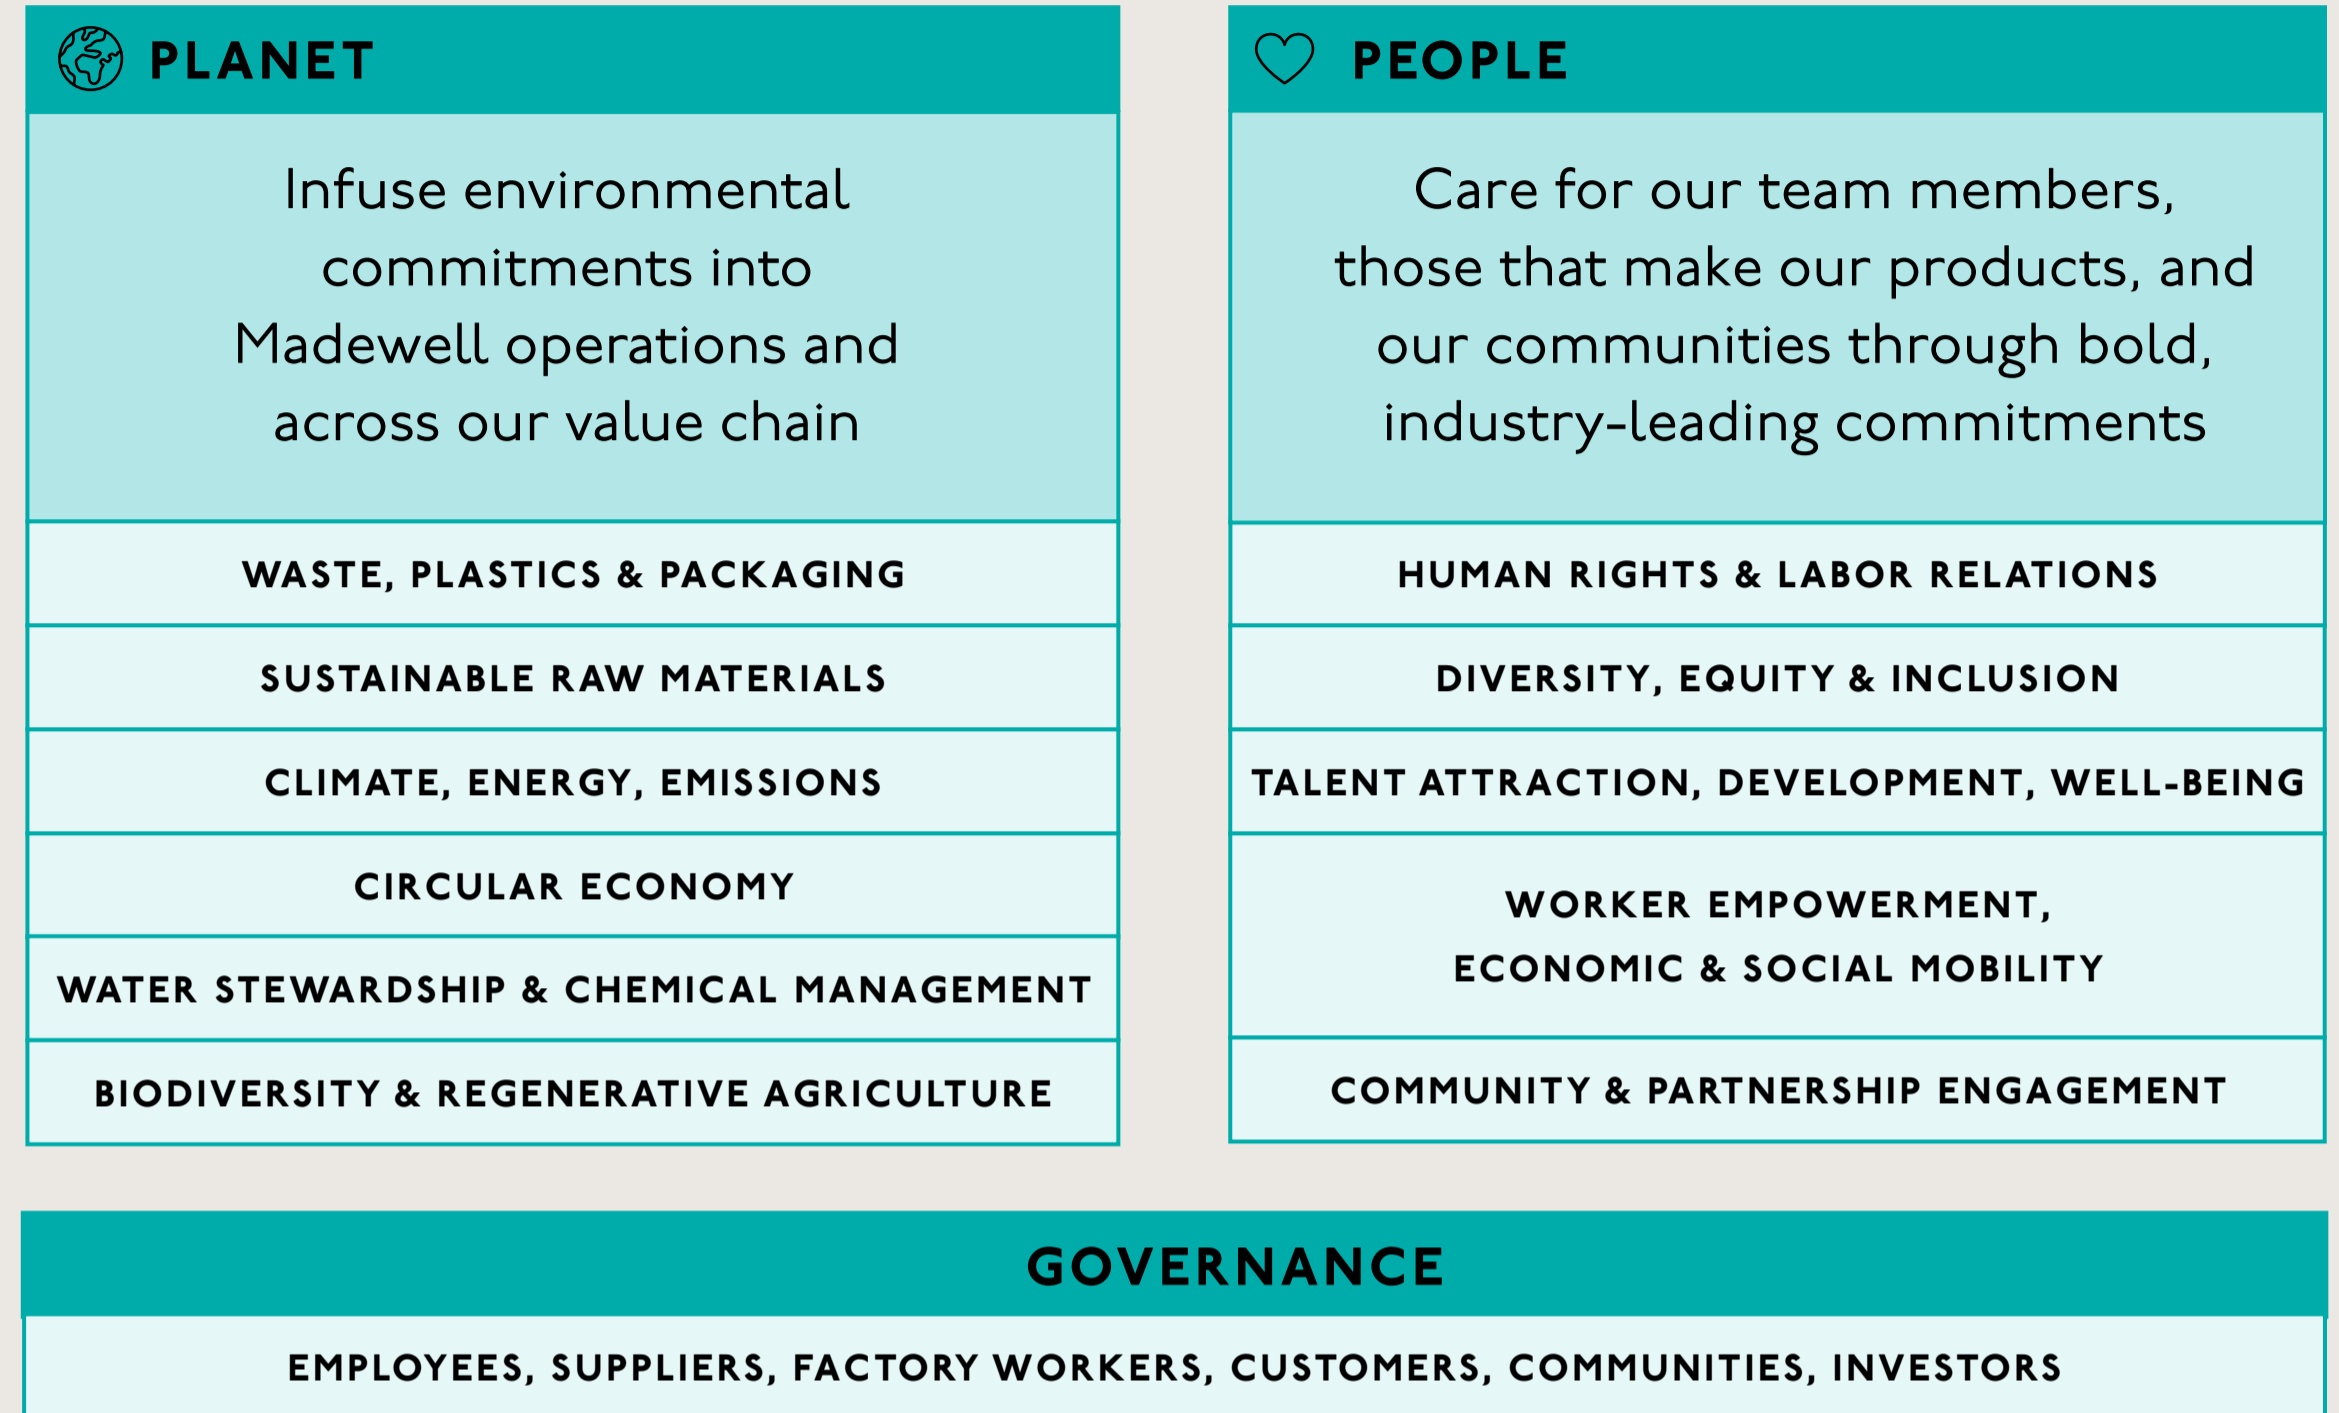 PLANET
Infuse environmental
commitments into
Madewell operations and
across our value chain
WASTE, PLASTICS & PACKAGING
SUSTAINABLE RAW MATERIALS
CLIMATE, ENERGY, EMISSIONS
CIRCULAR ECONOMY
WATER STEWARDSHIP & CHEMICAL MANAGEMENT
BIODIVERSITY & REGENERATIVE AGRICULTURE
PEOPLE
Care for our team members,
those that make our products, and
our communities through bold,
industry-leading commitments
HUMAN RIGHTS & LABOR RELATIONS
DIVERSITY, EQUITY & INCLUSION
TALENT ATTRACTION, DEVELOPMENT, WELL-BEING
WORKER EMPOWERMENT,
ECONOMIC & SOCIAL MOBILITY
COMMUNITY & PARTNERSHIP ENGAGEMENT
GOVERNANCE
EMPLOYEES, SUPPLIERS, FACTORY WORKERS, CUSTOMERS, COMMUNITIES, INVESTORS